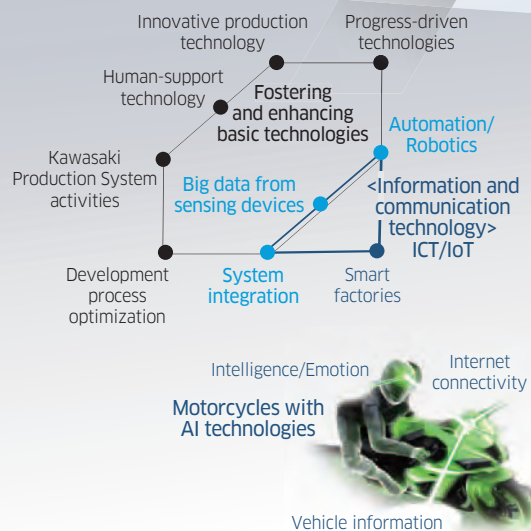 Innovative production
technology
Progress-driven
technologies
Human-support
technology
Fostering
and enhancing
basic technologies
Automation/
Robotics
Kawasaki
Production System
activities
Big data from
sensing devices
<Information and
communication
technology>
ICT/IoT
Development
process
optimization
System
integration
Smart
factories
Intelligence/Emotion
Internet
connectivity
Motorcycles with
AI technologies
Vehicle information